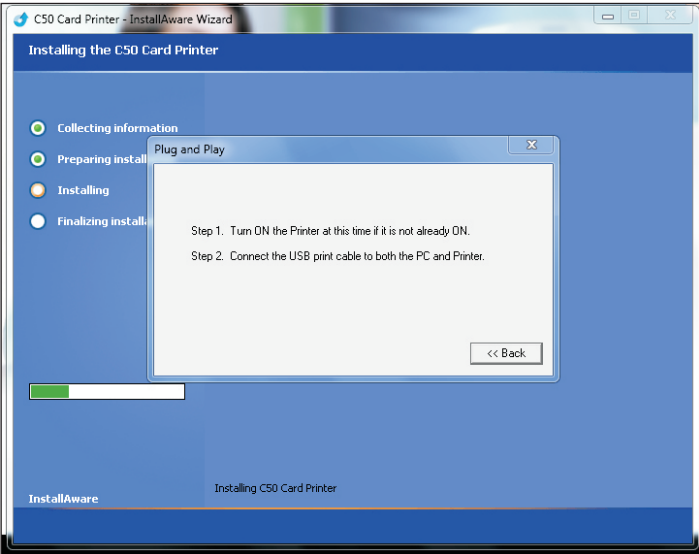 C50 Card Printer - InstallAware Wizard
Installing the C50 Card Printer
Collecting information
Preparing install
Installing
Finalizing install
Plug and Play
Step 1. Turn ON the Printer at this time if it is not already ON.
Step 2. Connect the USB print cable to both the PC and Printer.
<< Back
Installing C50 Card Printer
InstallAware